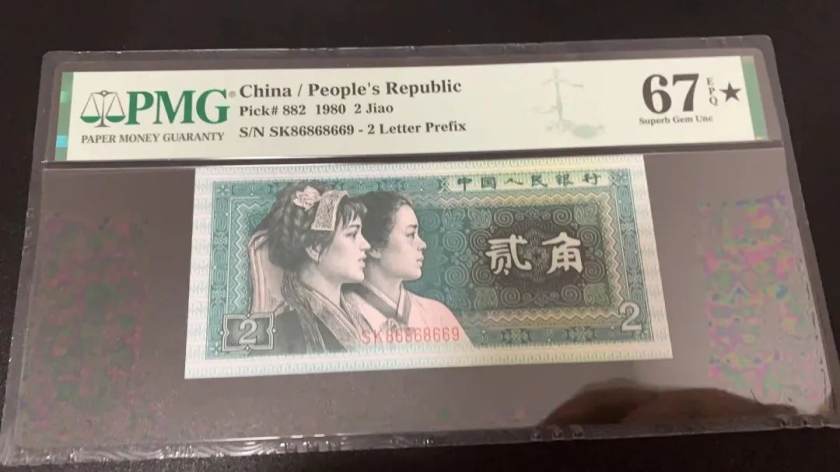 PMG®
PAPER MONEY GUARANTY
China / People's Republic
Pick# 882 1980 2 Jiao
S/N SK86868669 - 2 Letter Prefix
67 EPQ★
Superb Gem Unc
中国人民银行
贰角
2
SK86868669
2